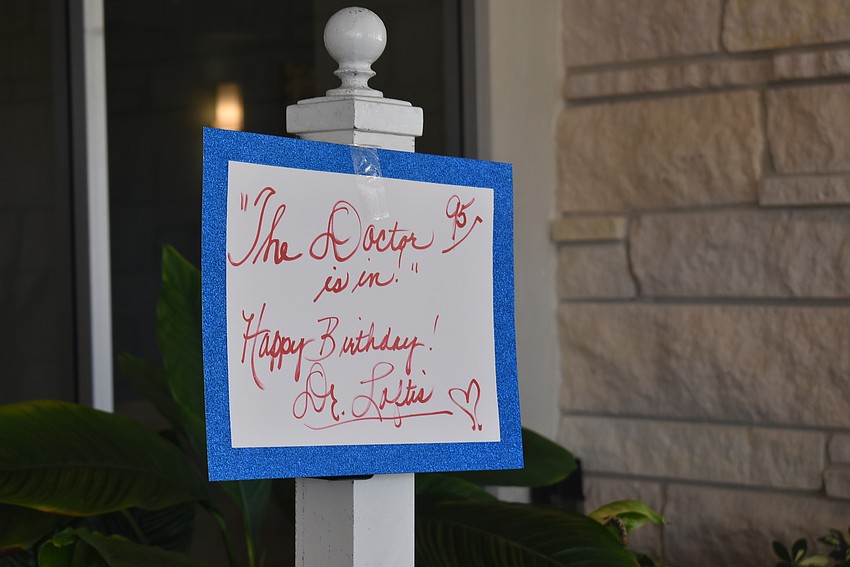 "The Doctor 95
is in!"
Happy Birthday!
Dr. Loftis